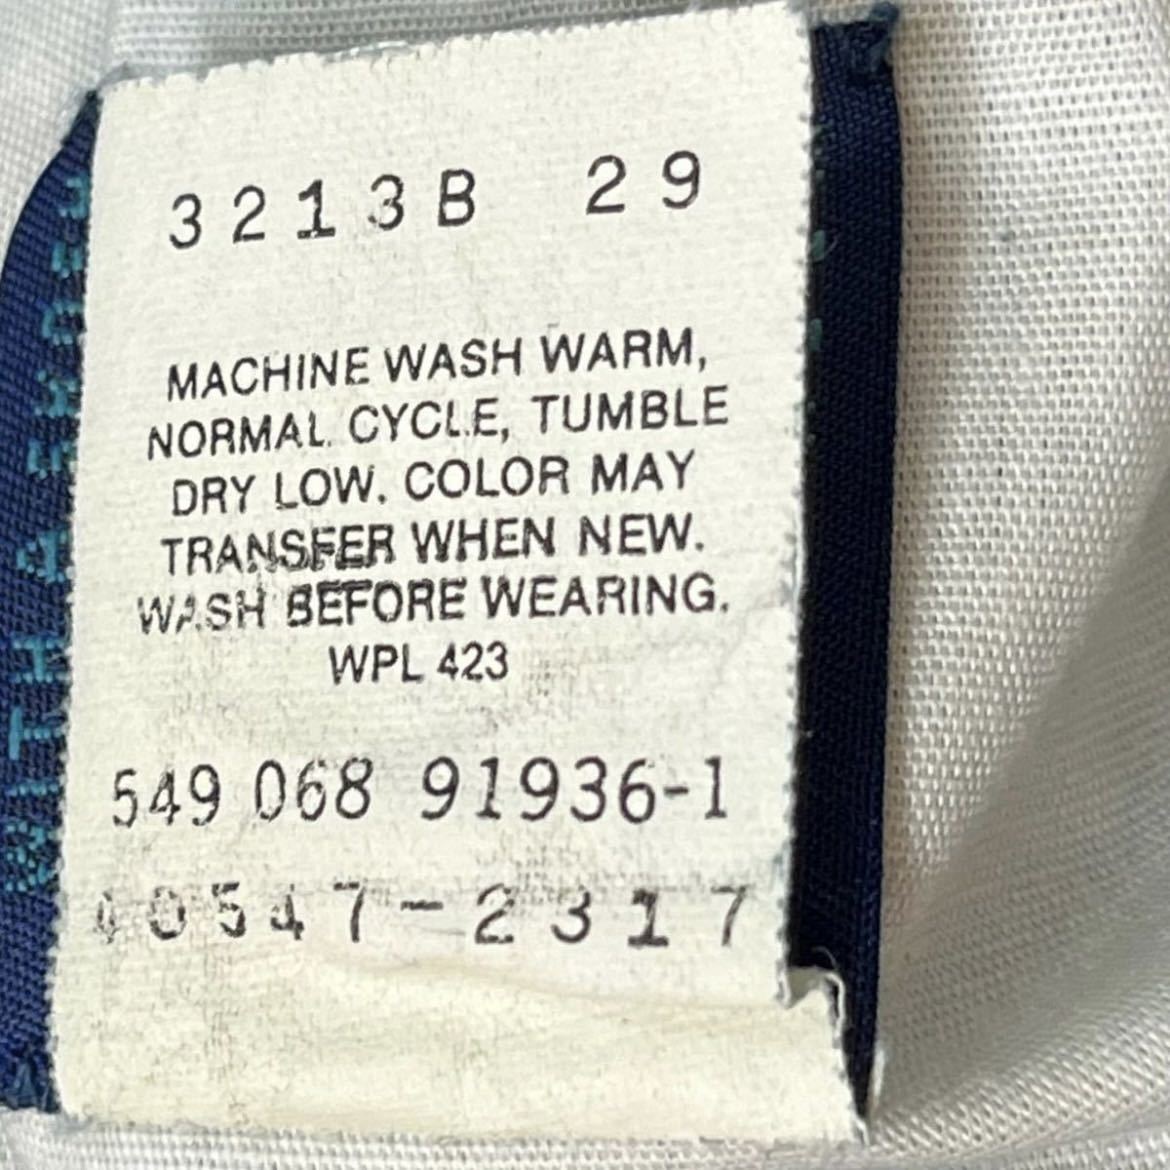 3213B 29
MACHINE WASH WARM,
NORMAL CYCLE, TUMBLE
DRY LOW. COLOR MAY
TRANSFER WHEN NEW.
WASH BEFORE WEARING.
WPL 423
549 068 91936-1
40547-2317